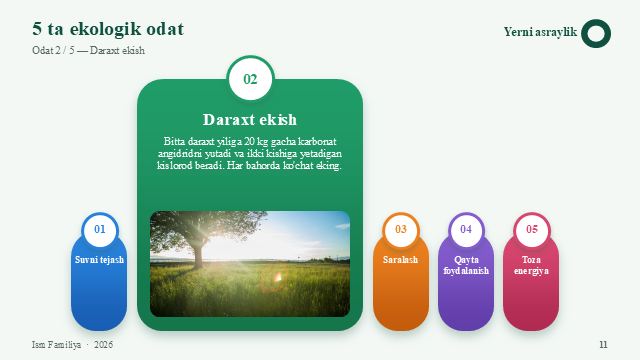 5 ta ekologik odat
Odat 2 / 5 — Daraxt ekish
Yerni asraylik
02
Daraxt ekish
Bitta daraxt yiliga 20 kg gacha karbonat
angidridni yutadi va ikki kishiga yetadigan
kislorod beradi. Har bahorda ko'chat eking.
01
Suvni tejash
03
Saralash
04
Qayta
foydalanish
05
Toza
energiya
Ism Familiya · 2026
11